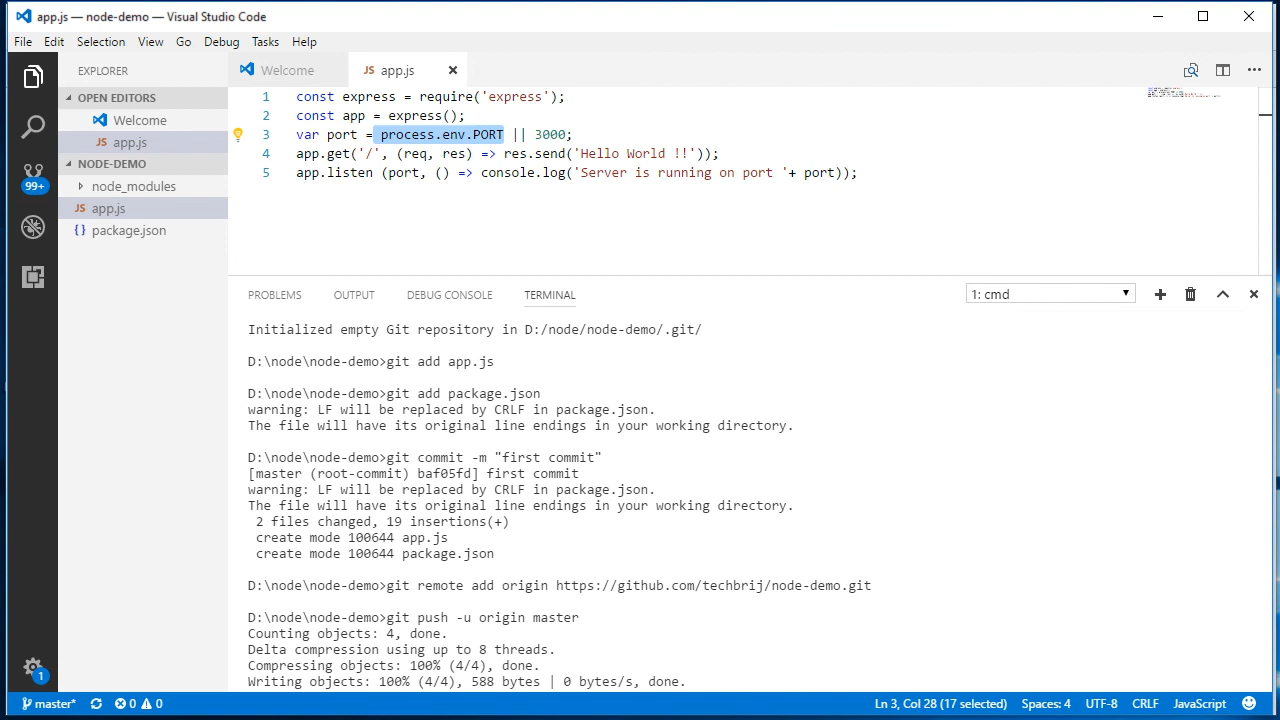 app.js — node-demo — Visual Studio Code
File Edit Selection View Go Debug Tasks Help
EXPLORER
OPEN EDITORS
Welcome
app.js
NODE-DEMO
node_modules
JS app.js
{} package.json
99+
1
Welcome
JS app.js
1 const express = require('express');
2 const app = express();
3 var port = process.env.PORT || 3000;
4 app.get('/', (req, res) => res.send('Hello World !!'));
5 app.listen (port, () => console.log('Server is running on port '+ port));
PROBLEMS OUTPUT DEBUG CONSOLE TERMINAL
1: cmd
Initialized empty Git repository in D:/node/node-demo/.git/
D:\node\node-demo>git add app.js
D:\node\node-demo>git add package.json
warning: LF will be replaced by CRLF in package.json.
The file will have its original line endings in your working directory.
D:\node\node-demo>git commit -m "first commit"
[master (root-commit) baf05fd] first commit
warning: LF will be replaced by CRLF in package.json.
The file will have its original line endings in your working directory.
2 files changed, 19 insertions(+)
create mode 100644 app.js
create mode 100644 package.json
D:\node\node-demo>git remote add origin https://github.com/techbrij/node-demo.git
D:\node\node-demo>git push -u origin master
Counting objects: 4, done.
Delta compression using up to 8 threads.
Compressing objects: 100% (4/4), done.
Writing objects: 100% (4/4), 588 bytes | 0 bytes/s, done.
master* 0 0 Ln 3, Col 28 (17 selected) Spaces: 4 UTF-8 CRLF JavaScript